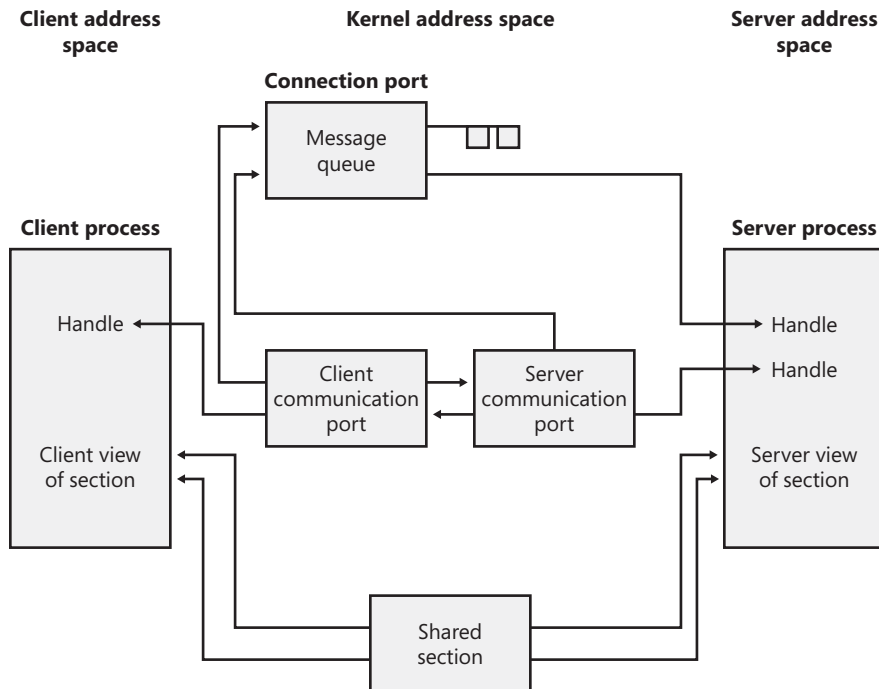 Client address
space
Kernel address space
Server address
space
Connection port
Message
queue
Client process
Server process
Handle
Handle
Client
communication
port
Server
communication
port
Handle
Client view
of section
Server view
of section
Shared
section